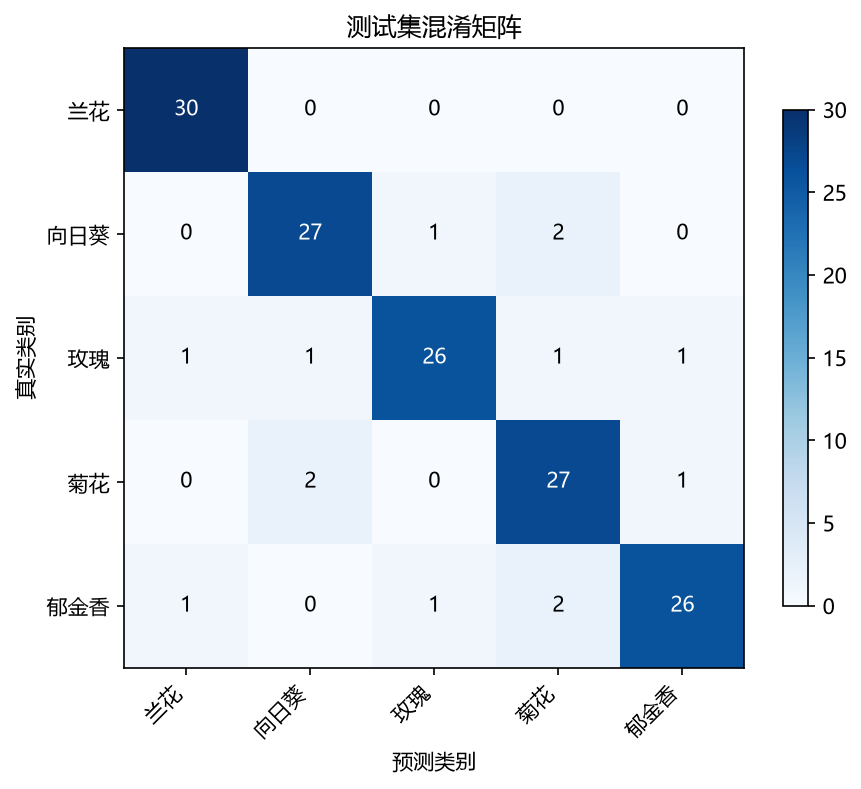 测试集混淆矩阵
真实类别
兰花 30 0 0 0 0
向日葵 0 27 1 2 0
玫瑰 1 1 26 1 1
菊花 0 2 0 27 1
郁金香 1 0 1 2 26
兰花 向日葵 玫瑰 菊花 郁金香
预测类别
30
25
20
15
10
5
0